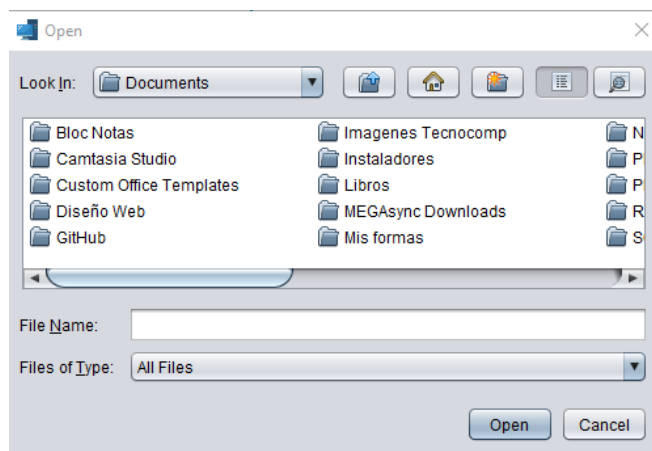 Open
Look In: Documents
Bloc Notas Imagenes Tecnocomp N
Camtasia Studio Instaladores P
Custom Office Templates Libros P
Diseño Web MEGAsync Downloads R
GitHub Mis formas S
File Name:
Files of Type: All Files
Open Cancel